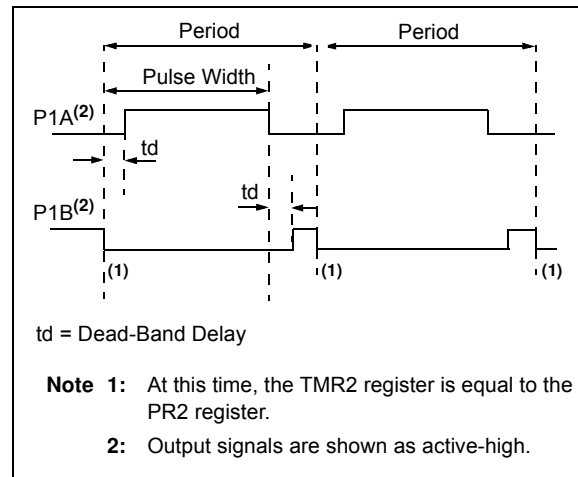 Period Period
Pulse Width
P1A(2)
td
td
P1B(2)
(1) (1) (1)
td = Dead-Band Delay
Note 1: At this time, the TMR2 register is equal to the
PR2 register.
2: Output signals are shown as active-high.